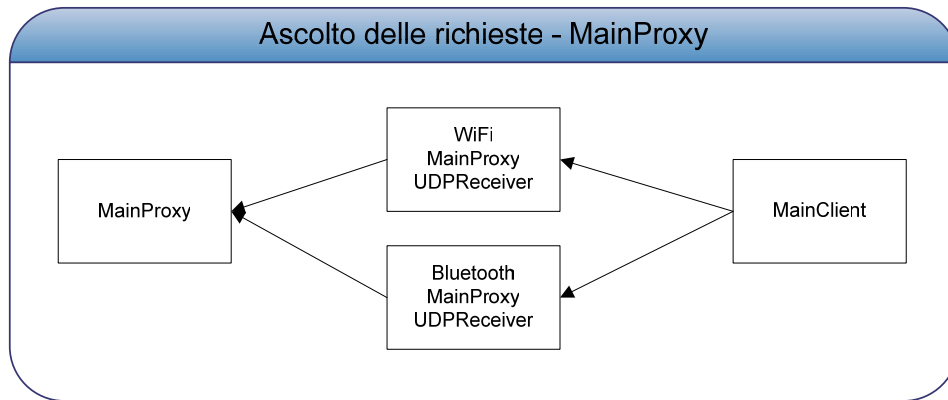 Ascolto delle richieste - MainProxy
WiFi
MainProxy
UDPReceiver
MainProxy
MainClient
Bluetooth
MainProxy
UDPReceiver